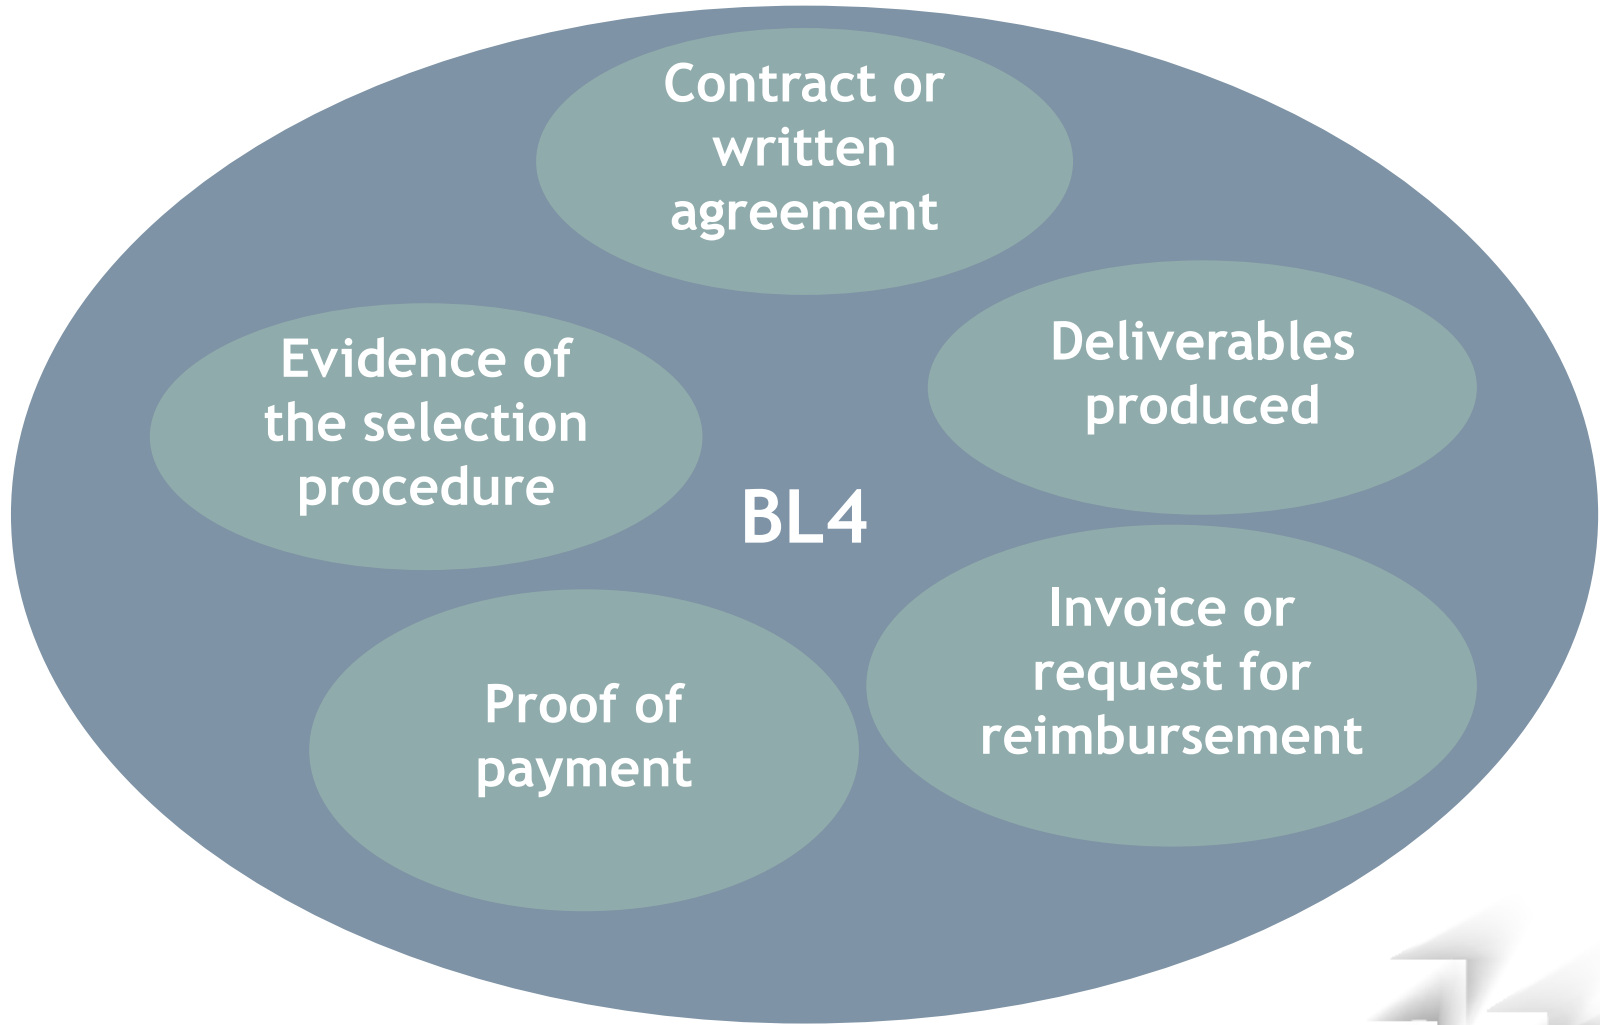 Contract or
written
agreement
Evidence of
the selection
procedure
Deliverables
produced
BL4
Proof of
payment
Invoice or
request for
reimbursement